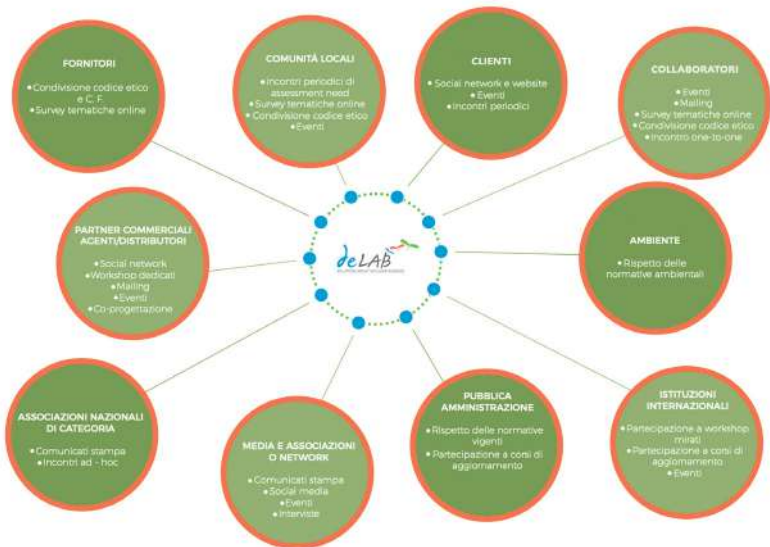 FORNITORI
•Condivisione codice etico
e C. F.
•Survey tematiche online
COMUNITÀ LOCALI
•Incontri periodici di
assessment need
•Survey tematiche online
•Condivisione codice etico
•Eventi
CLIENTI
•Social network e website
•Eventi
•Incontri periodici
COLLABORATORI
•Eventi
•Mailing
•Survey tematiche online
•Condivisione codice etico
•Incontro one-to-one
PARTNER COMMERCIALI
AGENTI/DISTRIBUTORI
•Social network
•Workshop dedicati
•Mailing
•Eventi
•Co-progettazione
deLAB
AMBIENTE
•Rispetto delle
normative ambientali
ASSOCIAZIONI NAZIONALI
DI CATEGORIA
•Comunicati stampa
•Incontri ad - hoc
MEDIA E ASSOCIAZIONI
O NETWORK
•Comunicati stampa
•Social media
•Eventi
•Interviste
PUBBLICA
AMMINISTRAZIONE
•Rispetto delle normative
vigenti
•Partecipazione a corsi di
aggiornamento
ISTITUZIONI
INTERNAZIONALI
•Partecipazione a workshop
mirati
•Partecipazione a corsi di
aggiornamento
•Eventi